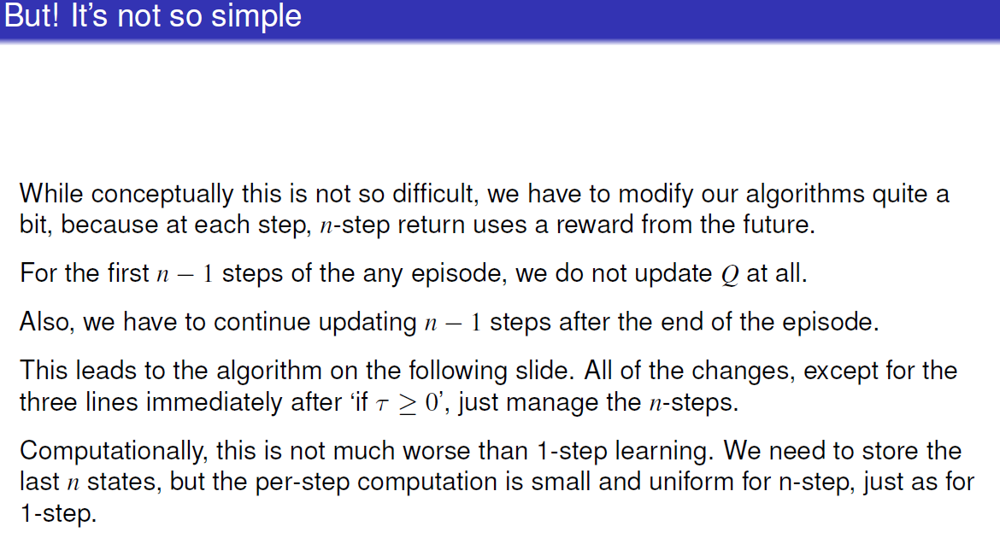 But! It's not so simple
While conceptually this is not so difficult, we have to modify our algorithms quite a
bit, because at each step, n-step return uses a reward from the future.
For the first n − 1 steps of the any episode, we do not update Q at all.
Also, we have to continue updating n − 1 steps after the end of the episode.
This leads to the algorithm on the following slide. All of the changes, except for the
three lines immediately after ‘if τ ≥ 0’, just manage the n-steps.
Computationally, this is not much worse than 1-step learning. We need to store the
last n states, but the per-step computation is small and uniform for n-step, just as for
1-step.